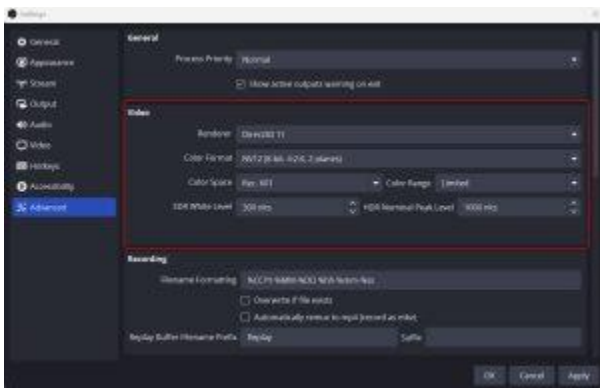 Settings
General
Appearance
Stream
Output
Audio
Video
Hotkeys
Accessibility
Advanced
General
Process Priority Normal
Show active outputs warning on exit
Video
Renderer Direct3D 11
Color Format NV12 (8-bit, 4:2:0, 2 planes)
Color Space Rec. Color Range Limited
SDR White Level 300 nits HDR Nominal Peak Level 1000 nits
Recording
Filename Formatting
Overwrite if file exists
Automatically remux to mp4 (record as mkv)
Replay Buffer Filename Prefix Replay Suffix
OK Cancel Apply